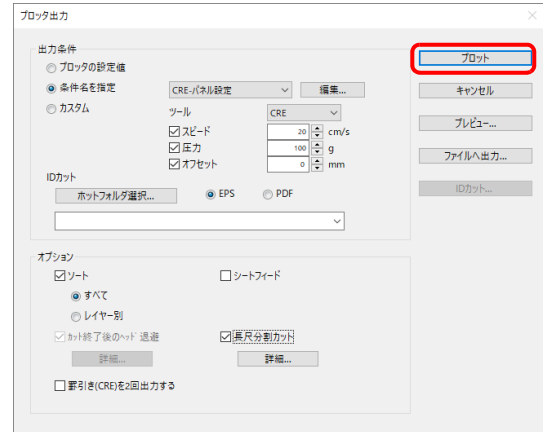 プロッタ出力
出力条件
プロッタの設定値
条件名を指定
CRE-パネル設定
編集...
カスタム
ツール
CRE
スピード
20
cm/s
圧力
100
g
オフセット
0
mm
IDカット
ホットフォルダ選択...
EPS
PDF
プロット
キャンセル
プレビュー...
ファイルへ出力...
IDカット...
オプション
ソート
シートフィード
すべて
レイヤー別
カット終了後のヘッド退避
長尺分割カット
詳細...
詳細...
罫引き(CRE)を2回出力する